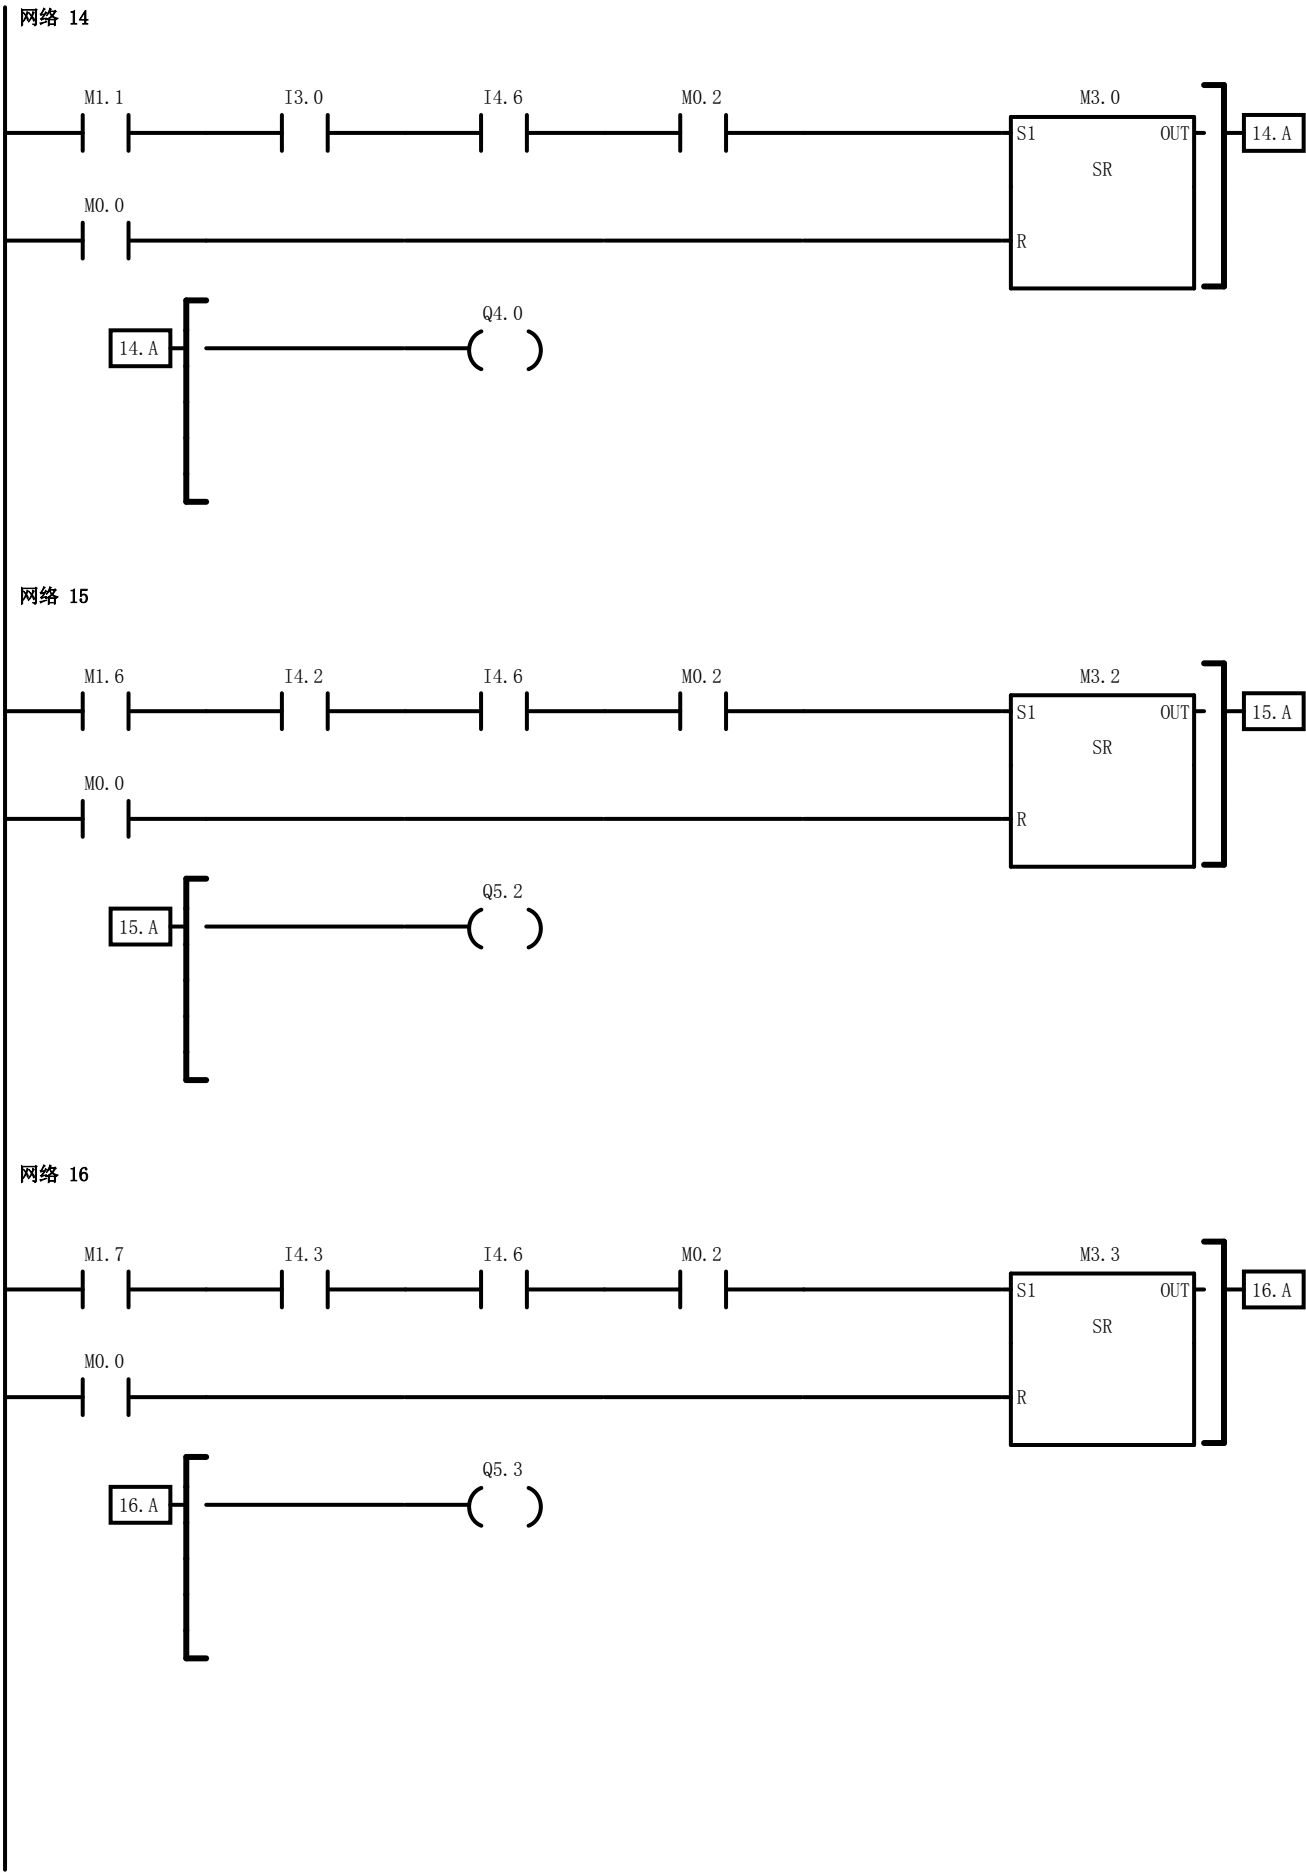 网络 14
M1.1 I3.0 I4.6 M0.2 M3.0
S1 OUT 14.A
SR
M0.0
R
Q4.0
14.A
网络 15
M1.6 I4.2 I4.6 M0.2 M3.2
S1 OUT 15.A
SR
M0.0
R
Q5.2
15.A
网络 16
M1.7 I4.3 I4.6 M0.2 M3.3
S1 OUT 16.A
SR
M0.0
R
Q5.3
16.A